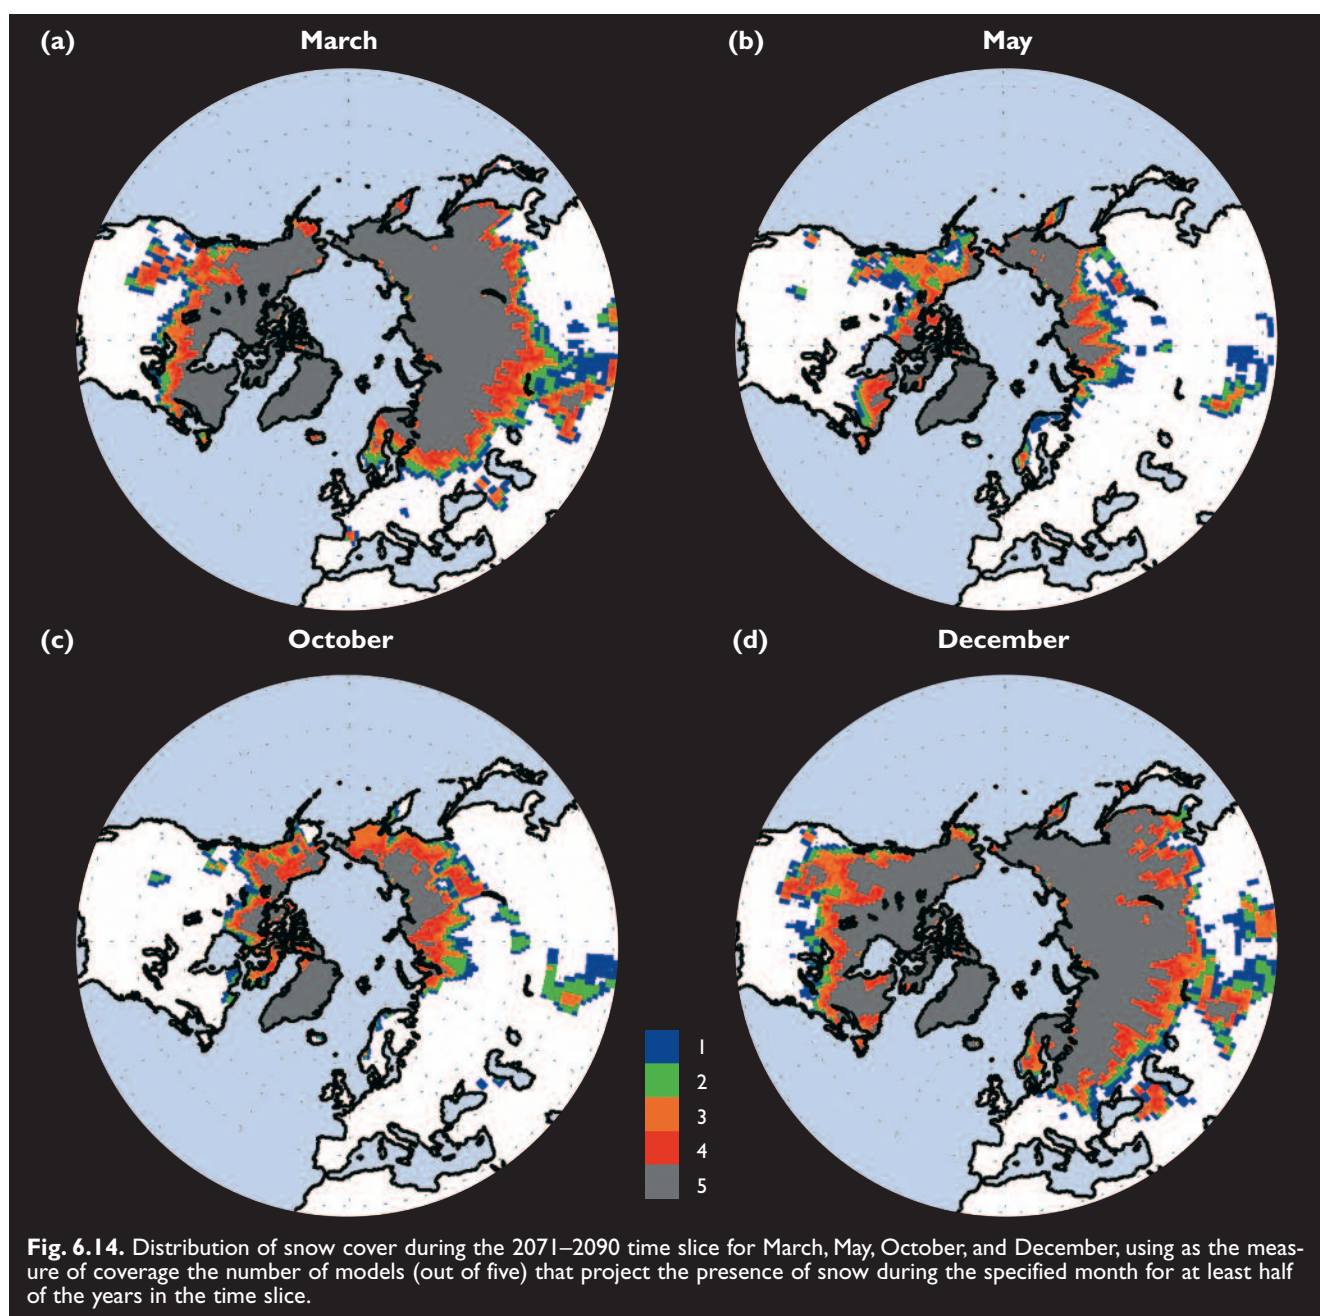 (a) March
(b) May
(c) October
(d) December
1
2
3
4
5
Fig. 6.14. Distribution of snow cover during the 2071–2090 time slice for March, May, October, and December, using as the meas-
ure of coverage the number of models (out of five) that project the presence of snow during the specified month for at least half
of the years in the time slice.